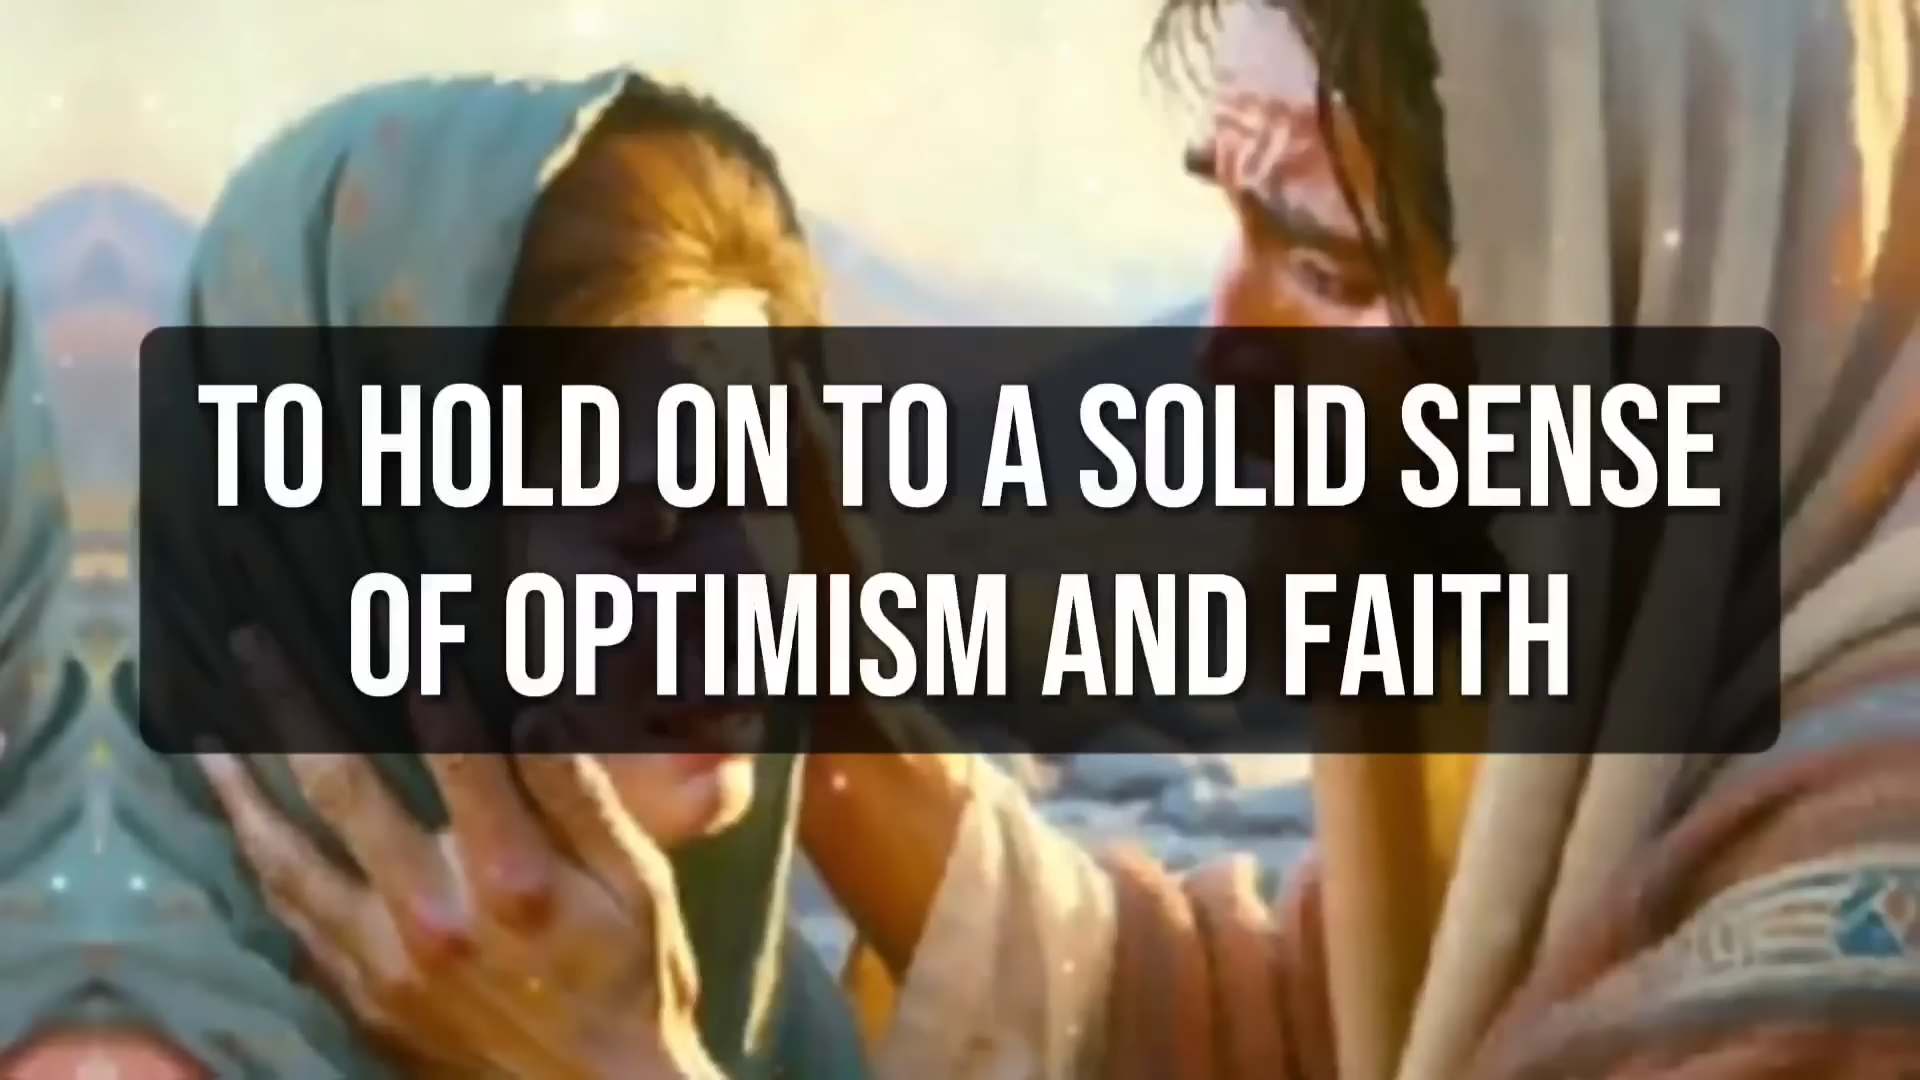 TO HOLD ON TO A SOLID SENSE
OF OPTIMISM AND FAITH